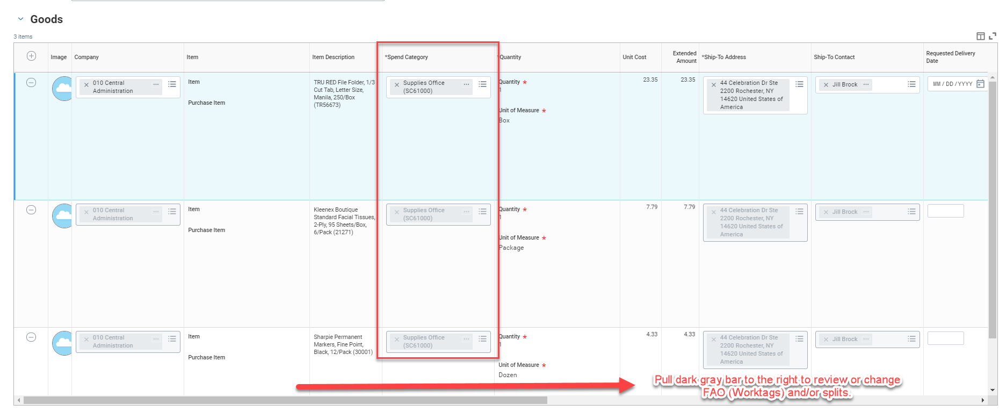 Goods
3 items
Image
Company
Item
Item Description
*Spend Category
*Quantity
Unit Cost
Extended
Amount
*Ship-To Address
Ship-To Contact
Requested Delivery
Date
010 Central
Administration
Item
Purchase Item
TRU RED File Folder, 1/3
Cut Tab, Letter Size,
Manila, 250/Box
(TR56673)
Supplies Office
(SC61000)
Quantity *
1
Unit of Measure *
Box
23.35
23.35
44 Celebration Dr Ste
2200 Rochester, NY
14620 United States of
America
Jill Brock
MM / DD / YYYY
010 Central
Administration
Item
Purchase Item
Kleenex Boutique
Standard Facial Tissues,
2-Ply, 95 Sheets/Box,
6/Pack (21271)
Supplies Office
(SC61000)
Quantity *
1
Unit of Measure *
Package
7.79
7.79
44 Celebration Dr Ste
2200 Rochester, NY
14620 United States of
America
Jill Brock
010 Central
Administration
Item
Purchase Item
Sharpie Permanent
Markers, Fine Point,
Black, 12/Pack (30001)
Supplies Office
(SC61000)
Quantity *
1
Unit of Measure *
Dozen
4.33
4.33
44 Celebration Dr Ste
2200 Rochester, NY
14620 United States of
America
Jill Brock
Pull dark gray bar to the right to review or change
FAO (Worktags) and/or splits.